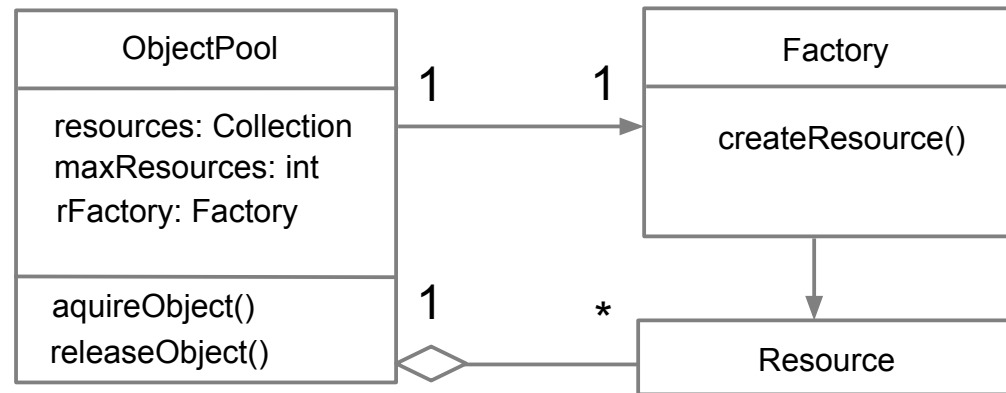 ObjectPool
resources: Collection
maxResources: int
rFactory: Factory
aquireObject()
releaseObject()
1
1
Factory
createResource()
1
*
Resource